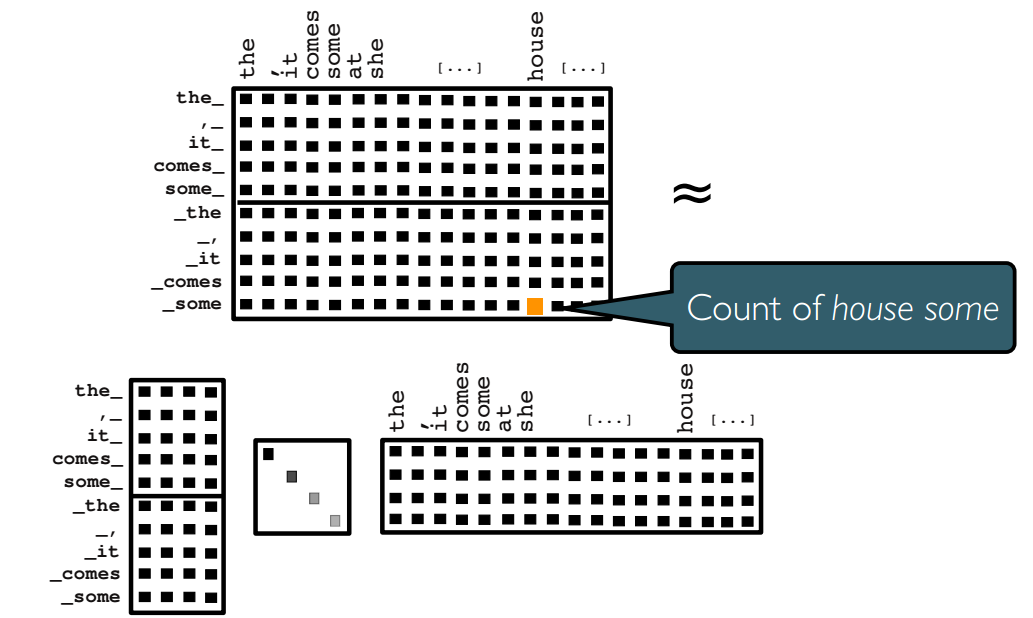 the , it comes some at she [...] house [...]
the_
,_
it_
comes_
some_
_the
_,
_it
_comes
_some
≈
Count of house some
the_
,_
it_
comes_
some_
_the
_,
_it
_comes
_some
the , it comes some at she [...] house [...]